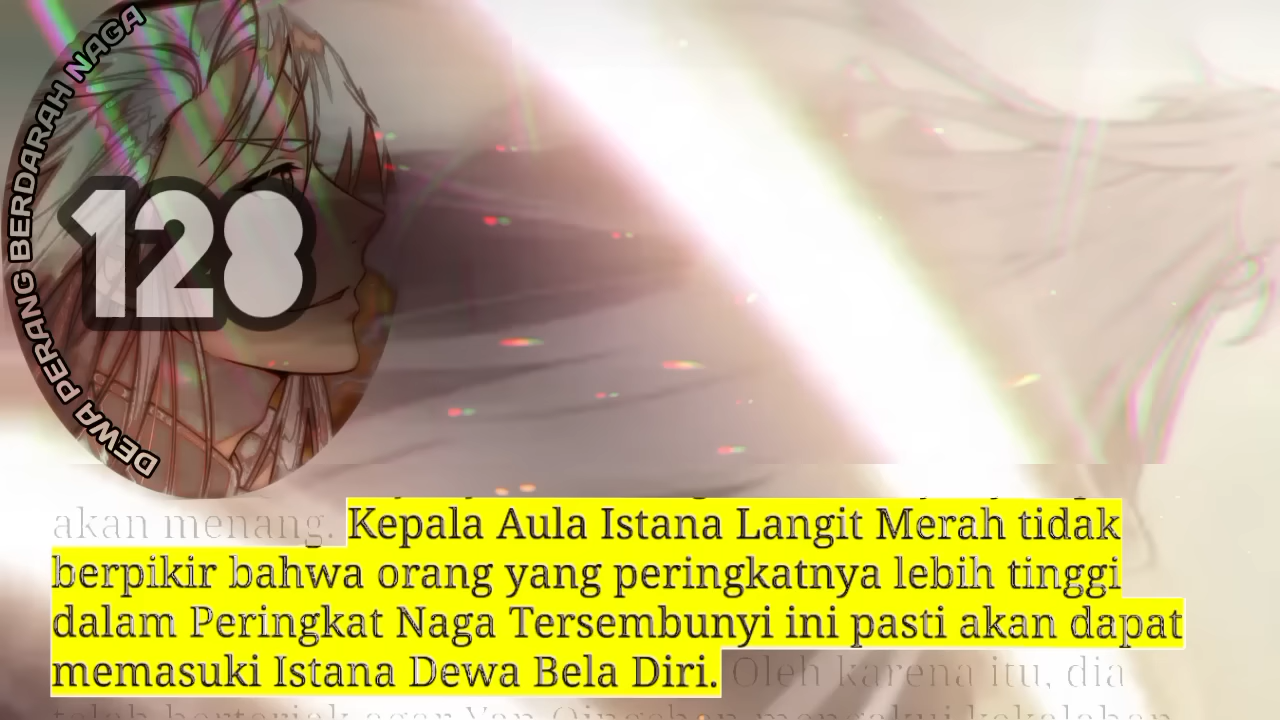 DEWA PERANG BERDARAH NAGA
128
akan menang. Kepala Aula Istana Langit Merah tidak
berpikir bahwa orang yang peringkatnya lebih tinggi
dalam Peringkat Naga Tersembunyi ini pasti akan dapat
memasuki Istana Dewa Bela Diri. Oleh karena itu, dia